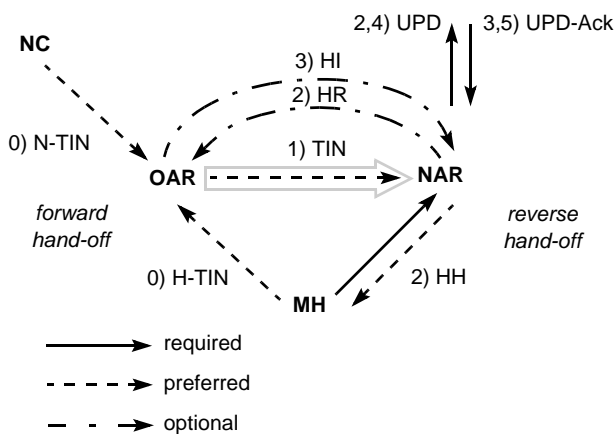 2,4) UPD
3,5) UPD-Ack
NC
3) HI
2) HR
0) N-TIN
1) TIN
OAR
NAR
forward
hand-off
reverse
hand-off
0) H-TIN
2) HH
MH
required
preferred
optional